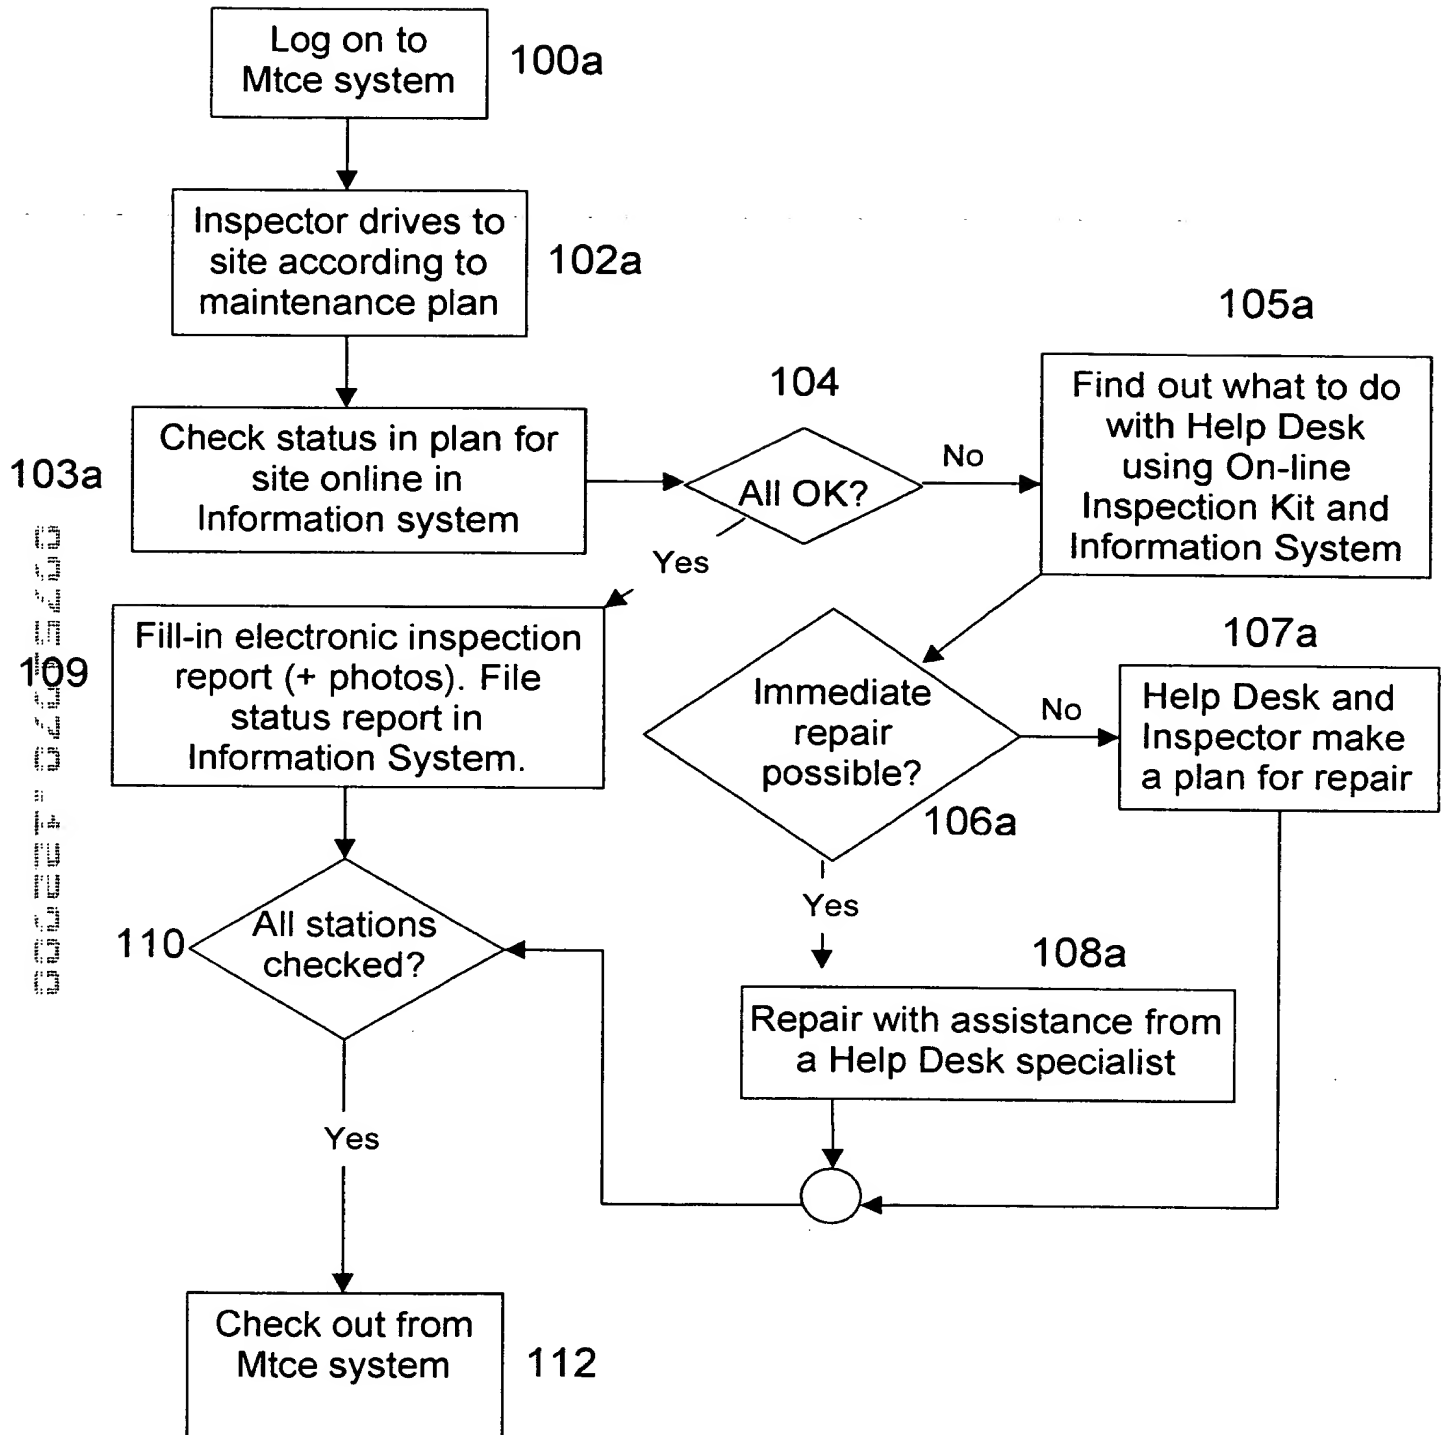 Log on to
Mtce system
100a
Inspector drives to
site according to
maintenance plan
102a
103a
Check status in plan for
site online in
Information system
104
All OK?
No
Yes
105a
Find out what to do
with Help Desk
using On-line
Inspection Kit and
Information System
109
Fill-in electronic inspection
report (+ photos). File
status report in
Information System.
Immediate
repair
possible?
106a
No
Yes
107a
Help Desk and
Inspector make
a plan for repair
110
All stations
checked?
Yes
108a
Repair with assistance from
a Help Desk specialist
Check out from
Mtce system
112